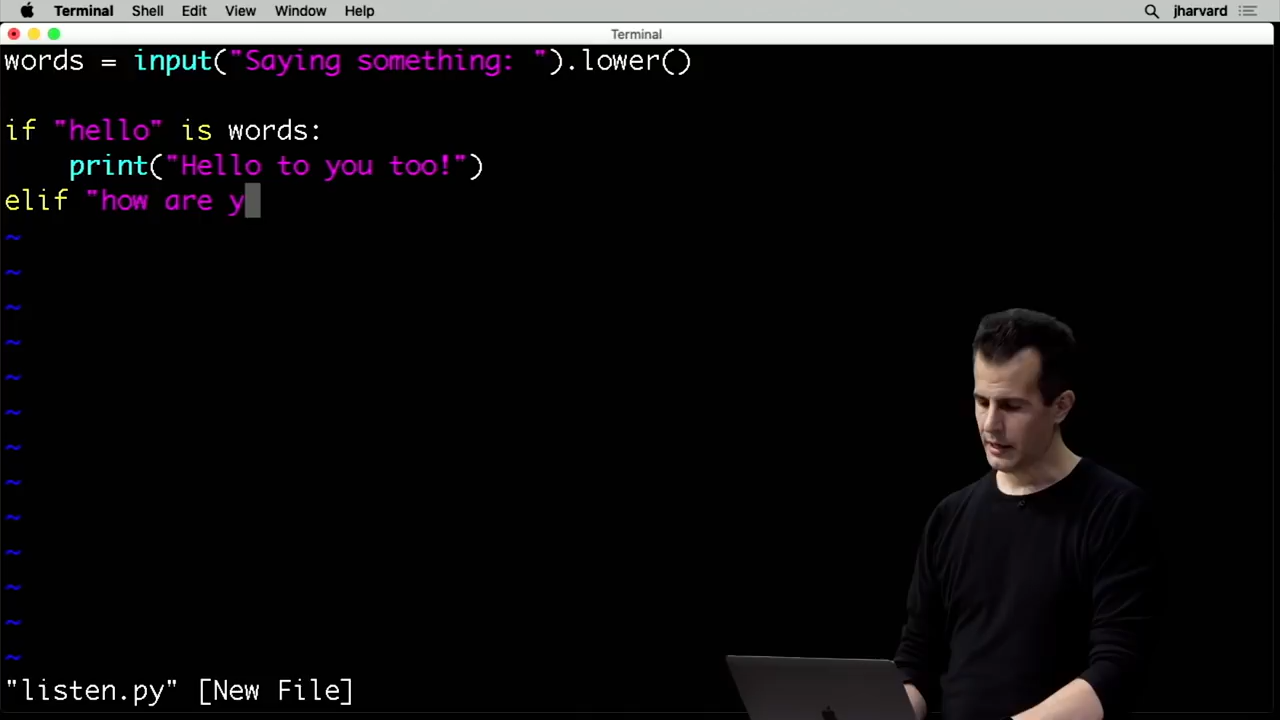 Terminal Shell Edit View Window Help jharvard
Terminal
words = input("Saying something: ").lower()
if "hello" is words:
    print("Hello to you too!")
elif "how are y
~
~
~
~
~
~
~
~
~
~
~
~
~
"listen.py" [New File]